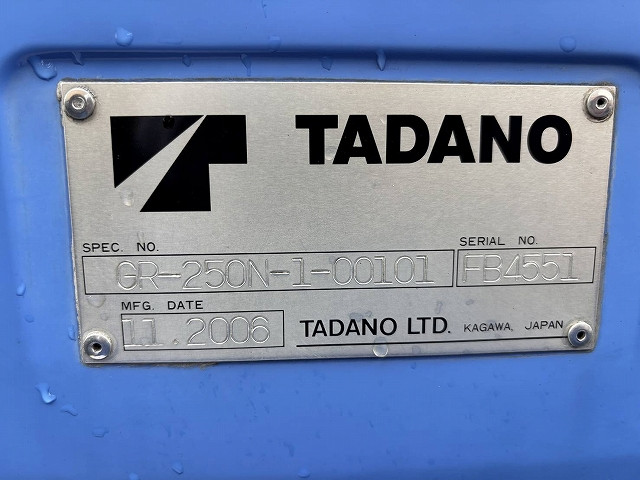 TADANO
SPEC. NO. SERIAL NO.
GR-250N-1-00101 FB4551
MFG. DATE
11.2006 TADANO LTD. KAGAWA, JAPAN